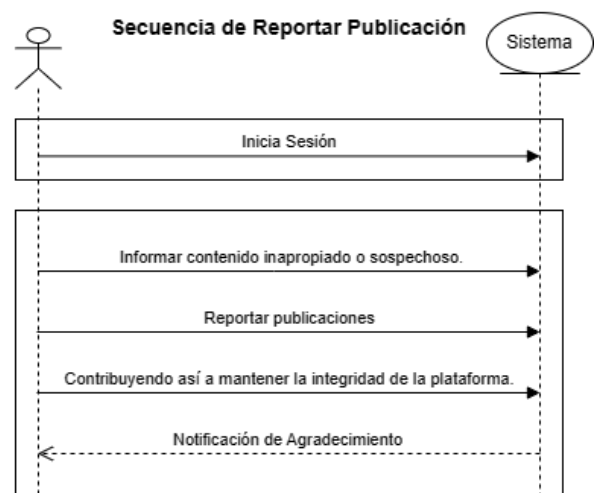 Secuencia de Reportar Publicación
Sistema
Inicia Sesión
Informar contenido inapropiado o sospechoso.
Reportar publicaciones
Contribuyendo así a mantener la integridad de la plataforma.
Notificación de Agradecimiento